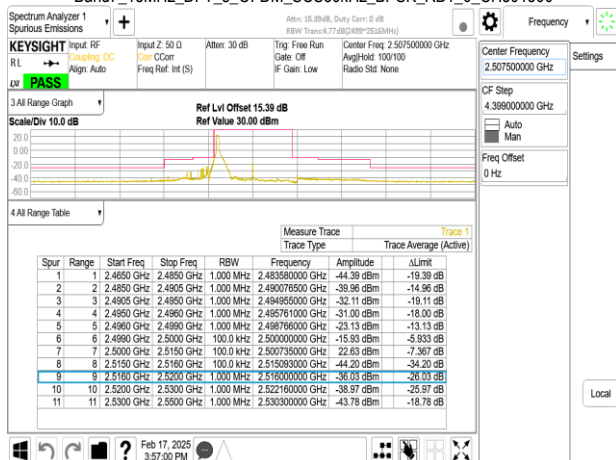 Spectrum Analyzer 1
Spurious Emissions
Attn: 15.39dB, Duty Corr: 0 dB
RBW Trans:4.77dB(2499~2516MHz)
Frequency
KEYSIGHT
Input: RF
Coupling: DC
Align: Auto
Input Z: 50 Ω
Corr CCorr
Freq Ref: Int (S)
Atten: 30 dB
Trig: Free Run
Gate: Off
IF Gain: Low
Center Freq: 2.507500000 GHz
Avg|Hold: 100/100
Radio Std: None
RL
LXI PASS
Center Frequency
2.507500000 GHz
Settings
CF Step
4.399000000 GHz
Auto
Man
Freq Offset
0 Hz
3 All Range Graph
Scale/Div 10.0 dB
Ref Lvl Offset 15.39 dB
Ref Value 30.00 dBm
20.0
0.00
-20.0
-40.0
-60.0
4 All Range Table
Measure Trace Trace 1
Trace Type Trace Average (Active)
Spur Range Start Freq Stop Freq RBW Frequency Amplitude ΔLimit
1 1 2.4650 GHz 2.4850 GHz 1.000 MHz 2.483580000 GHz -44.39 dBm -19.39 dB
2 2 2.4850 GHz 2.4905 GHz 1.000 MHz 2.490076500 GHz -39.96 dBm -14.96 dB
3 3 2.4905 GHz 2.4950 GHz 1.000 MHz 2.494955000 GHz -32.11 dBm -19.11 dB
4 4 2.4950 GHz 2.4960 GHz 1.000 MHz 2.495761000 GHz -31.00 dBm -18.00 dB
5 5 2.4960 GHz 2.4990 GHz 1.000 MHz 2.498766000 GHz -23.13 dBm -13.13 dB
6 6 2.4990 GHz 2.5000 GHz 100.0 kHz 2.500000000 GHz -15.93 dBm -5.933 dB
7 7 2.5000 GHz 2.5150 GHz 100.0 kHz 2.500735000 GHz 22.63 dBm -7.367 dB
8 8 2.5150 GHz 2.5160 GHz 100.0 kHz 2.515093000 GHz -44.20 dBm -34.20 dB
9 9 2.5160 GHz 2.5200 GHz 1.000 MHz 2.516000000 GHz -36.03 dBm -26.03 dB
10 10 2.5200 GHz 2.5300 GHz 1.000 MHz 2.522160000 GHz -38.97 dBm -25.97 dB
11 11 2.5300 GHz 2.5500 GHz 1.000 MHz 2.530300000 GHz -43.78 dBm -18.78 dB
Local
Feb 17, 2025
3:57:00 PM